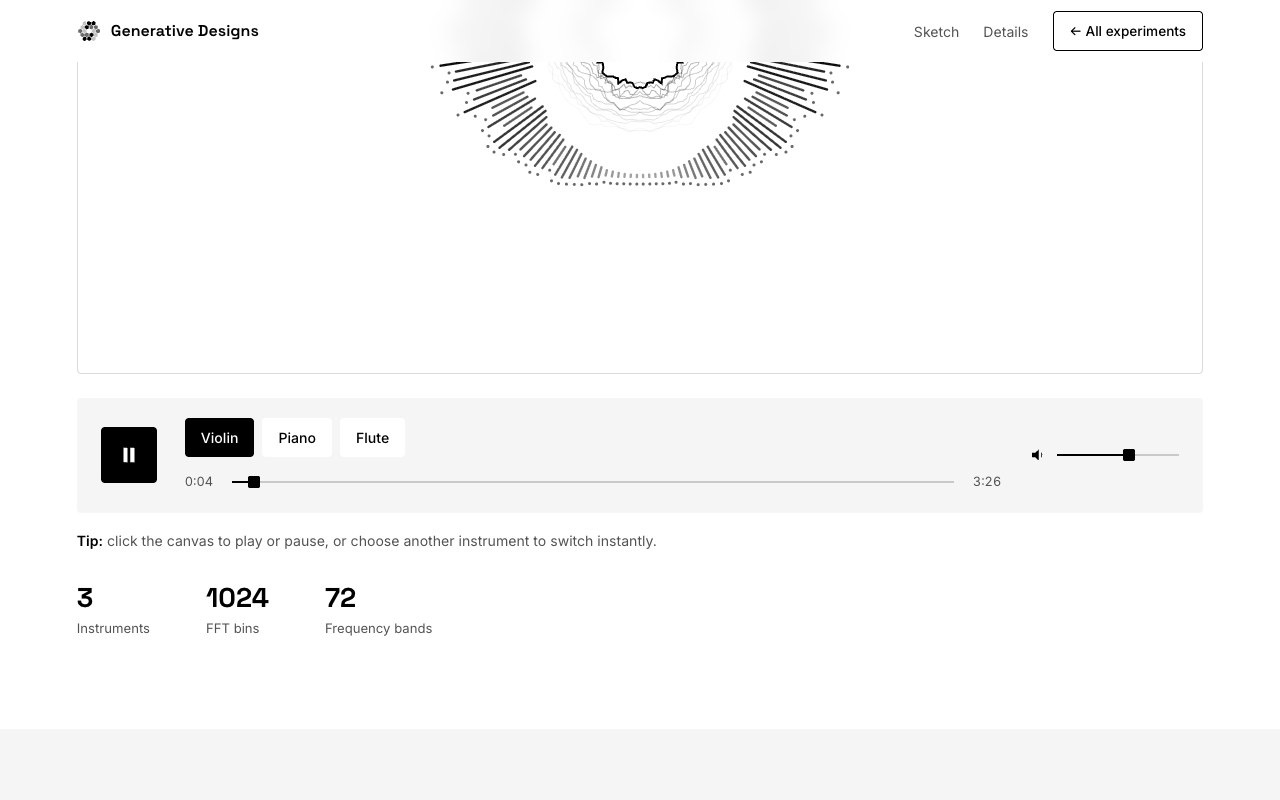 Generative Designs
Sketch
Details
← All experiments
Violin
Piano
Flute
0:04
3:26
Tip: click the canvas to play or pause, or choose another instrument to switch instantly.
3
1024
72
Instruments
FFT bins
Frequency bands